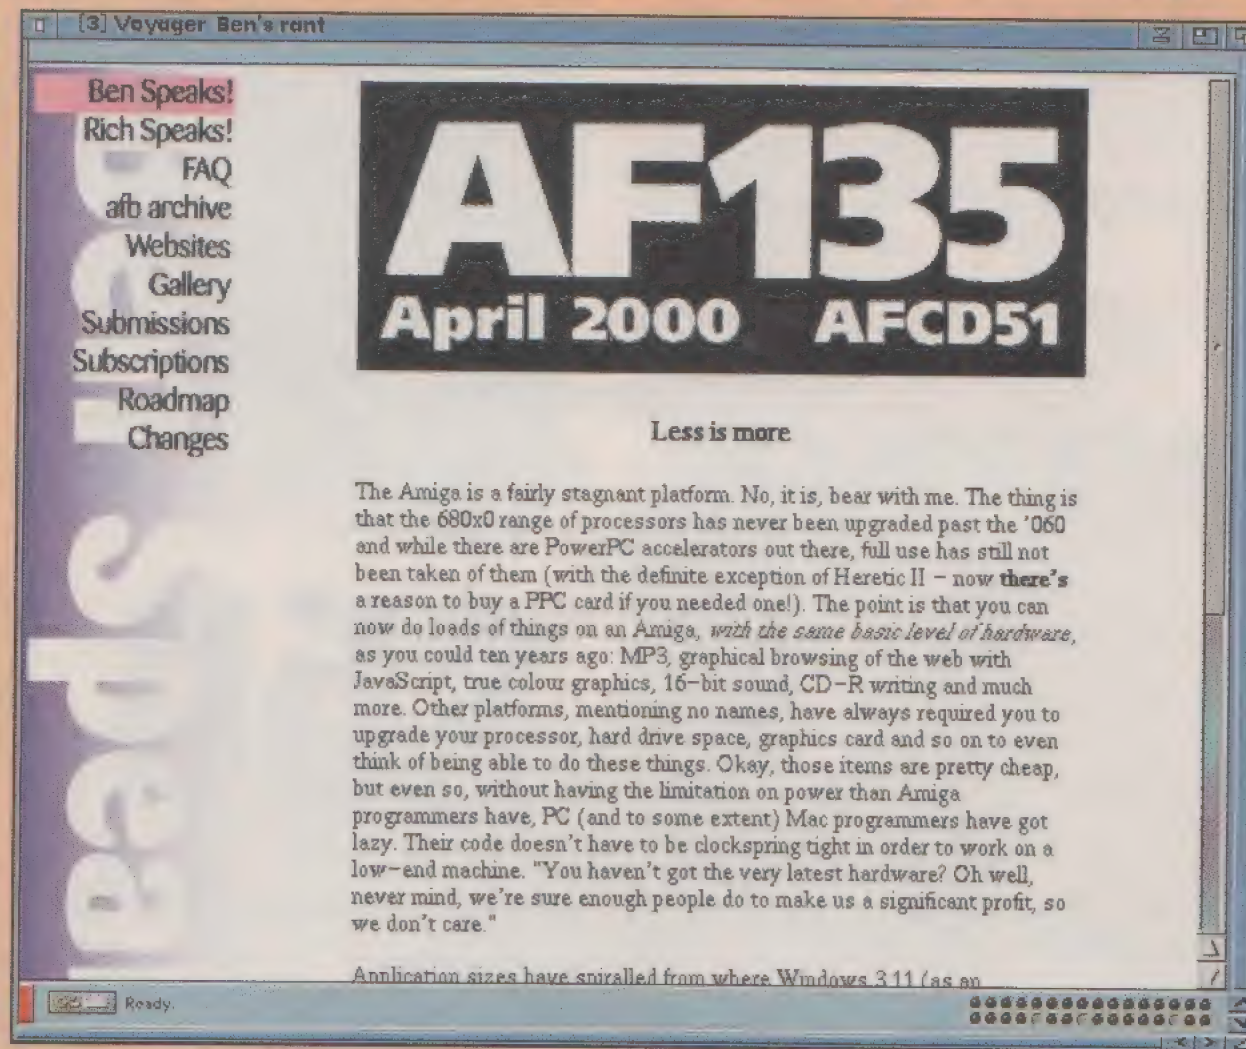 [3] Voyager Ben's rant
Ben Speaks!
Rich Speaks!
FAQ
afb archive
Websites
Gallery
Submissions
Subscriptions
Roadmap
Changes
AF135
April 2000 AFCD51
Less is more
The Amiga is a fairly stagnant platform. No, it is, bear with me. The thing is
that the 680x0 range of processors has never been upgraded past the '060
and while there are PowerPC accelerators out there, full use has still not
been taken of them (with the definite exception of Heretic II – now there's
a reason to buy a PPC card if you needed one!). The point is that you can
now do loads of things on an Amiga, with the same basic level of hardware,
as you could ten years ago: MP3, graphical browsing of the web with
JavaScript, true colour graphics, 16-bit sound, CD-R writing and much
more. Other platforms, mentioning no names, have always required you to
upgrade your processor, hard drive space, graphics card and so on to even
think of being able to do these things. Okay, those items are pretty cheap,
but even so, without having the limitation on power than Amiga
programmers have, PC (and to some extent) Mac programmers have got
lazy. Their code doesn't have to be clockspring tight in order to work on a
low-end machine. "You haven't got the very latest hardware? Oh well,
never mind, we're sure enough people do to make us a significant profit, so
we don't care."
Application sizes have spiralled from where Windows 3.11 (as an
Ready.